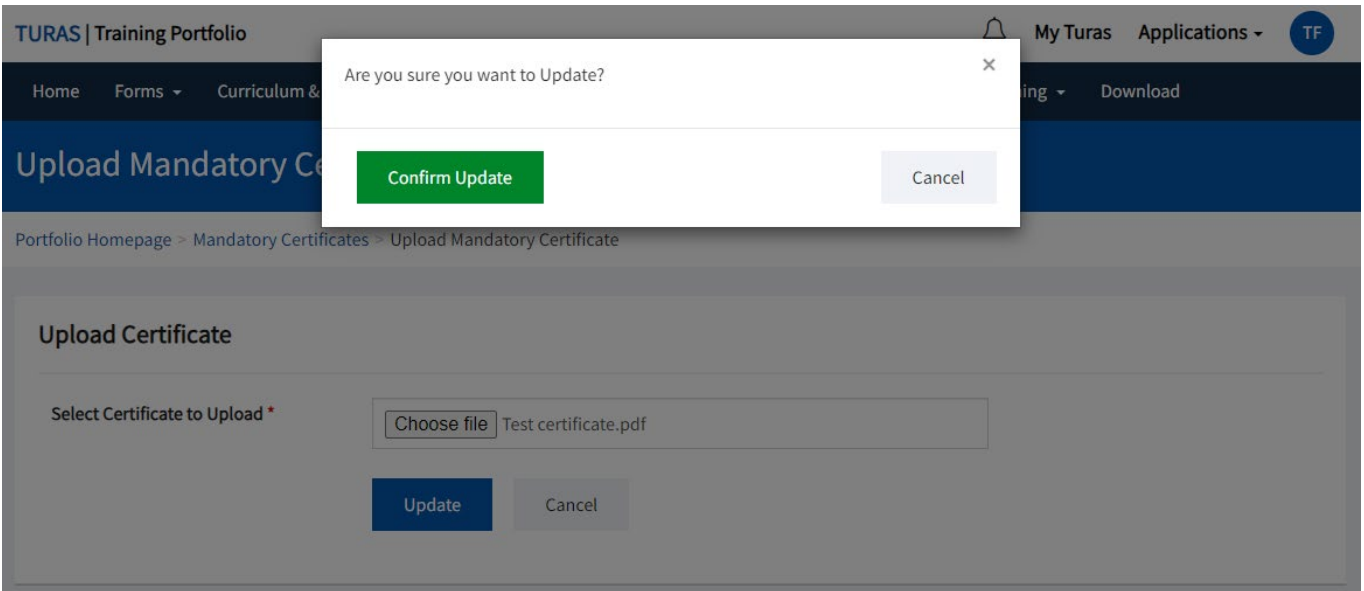 TURAS | Training Portfolio
My Turas Applications
TF
Are you sure you want to Update?
×
Home Forms Curriculum & ing Download
Upload Mandatory Ce
Confirm Update Cancel
Portfolio Homepage > Mandatory Certificates > Upload Mandatory Certificate
Upload Certificate
Select Certificate to Upload *
Choose file Test certificate.pdf
Update Cancel